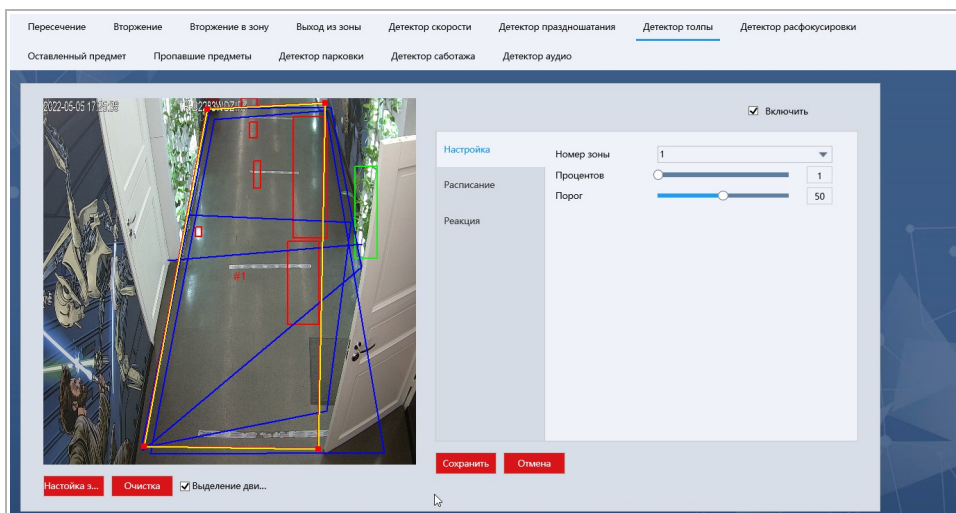 Пересечение Вторжение Вторжение в зону Выход из зоны Детектор скорости Детектор праздношатания Детектор толпы Детектор расфокусировки
Оставленный предмет Пропавшие предметы Детектор парковки Детектор саботажа Детектор аудио
2022-05-05 17
Включить
Настройка
Номер зоны 1
Процентов 1
Расписание
Порог 50
Реакция
#1
Сохранить Отмена
Настойка з... Очистка Выделение дви...